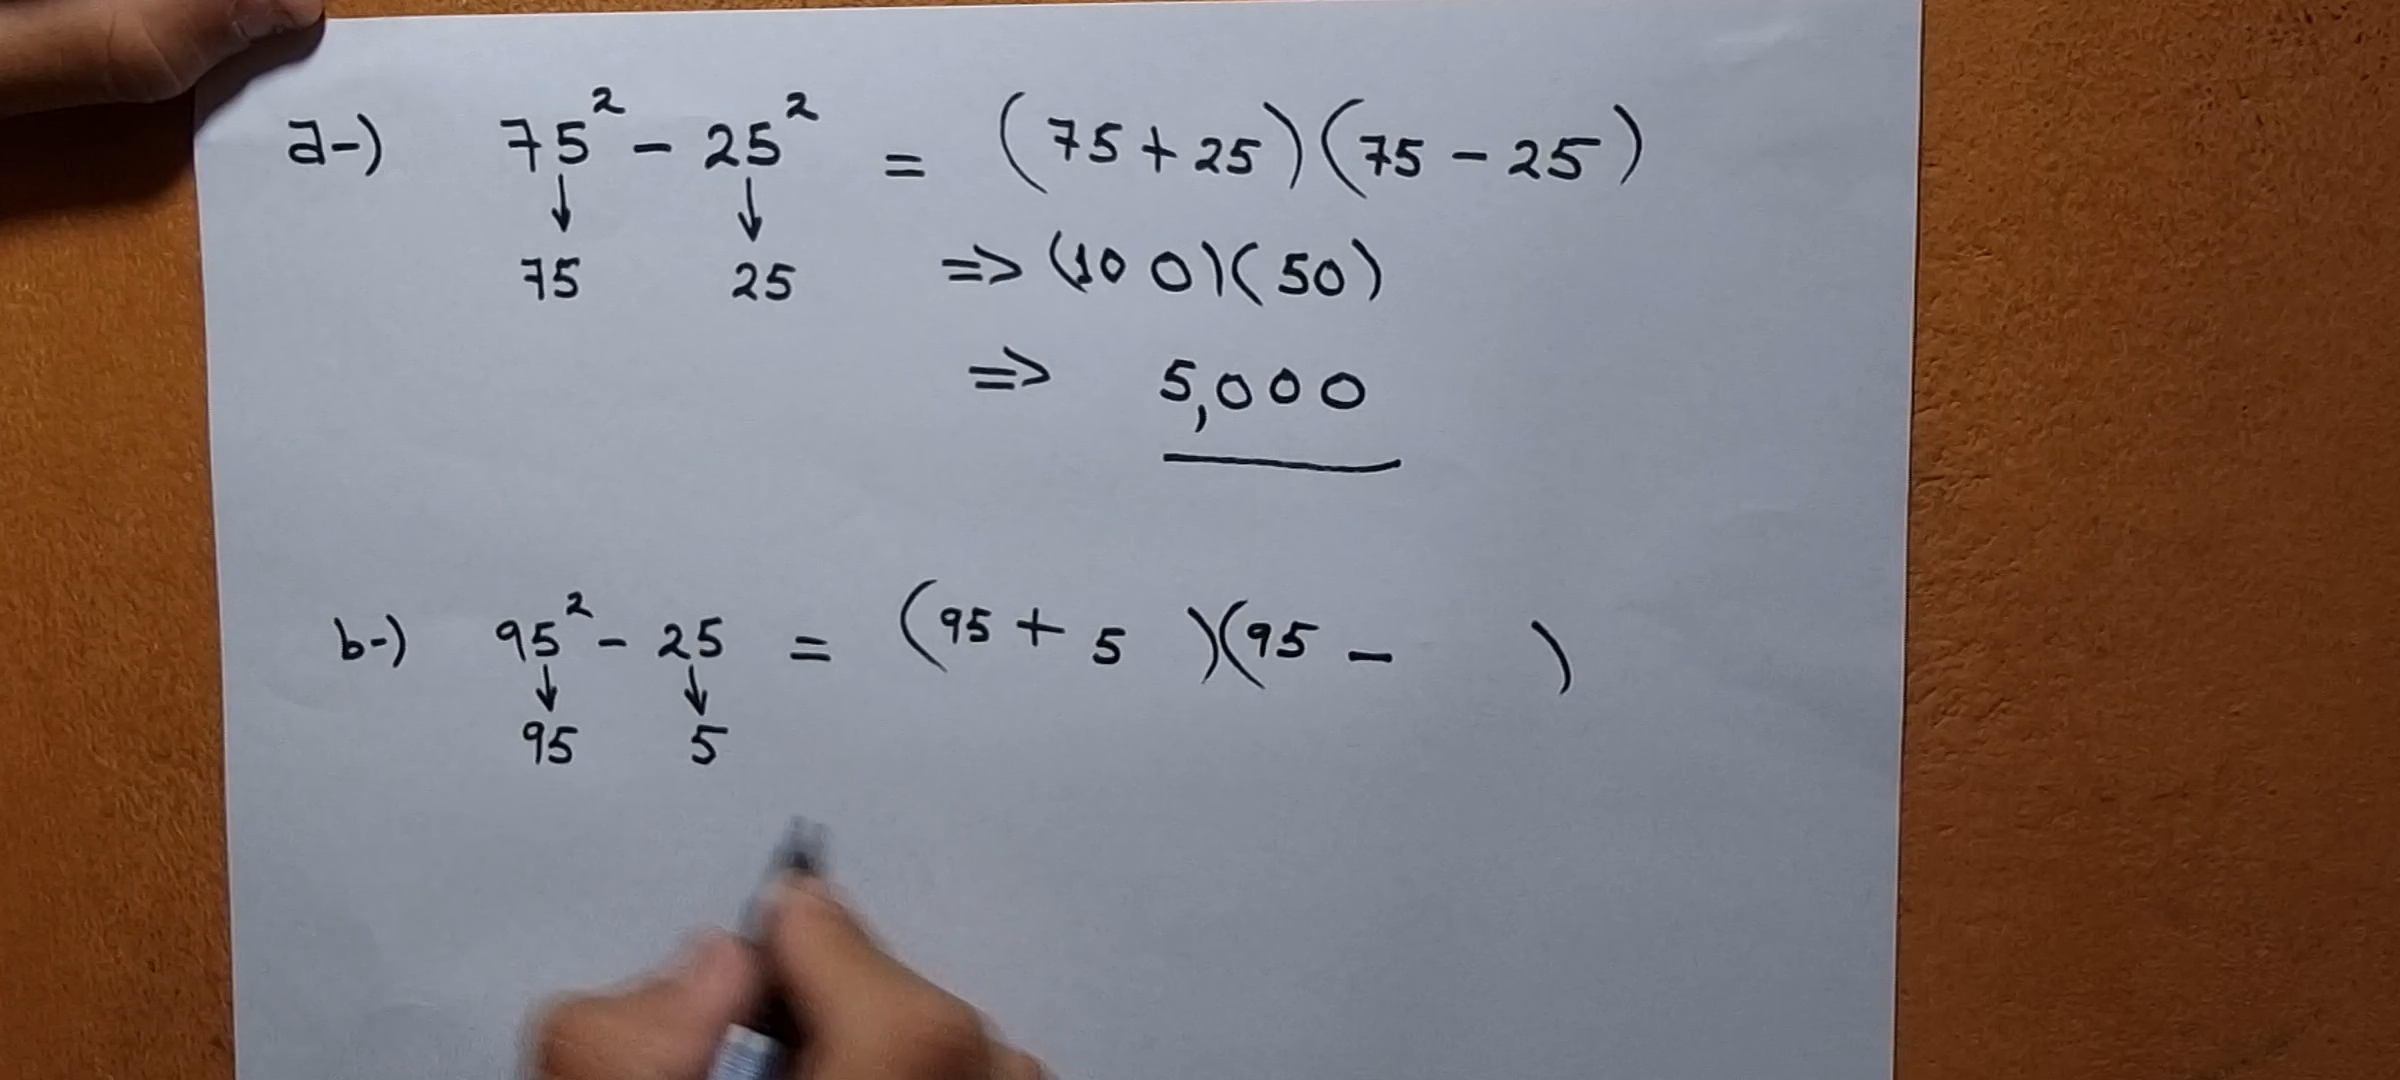 a-) 75² - 25² = (75 + 25)(75 - 25)
↓ ↓
75 25 => (100)(50)
=> 5,000
b-) 95² - 25 = (95 + 5 )(95 - )
↓ ↓
95 5